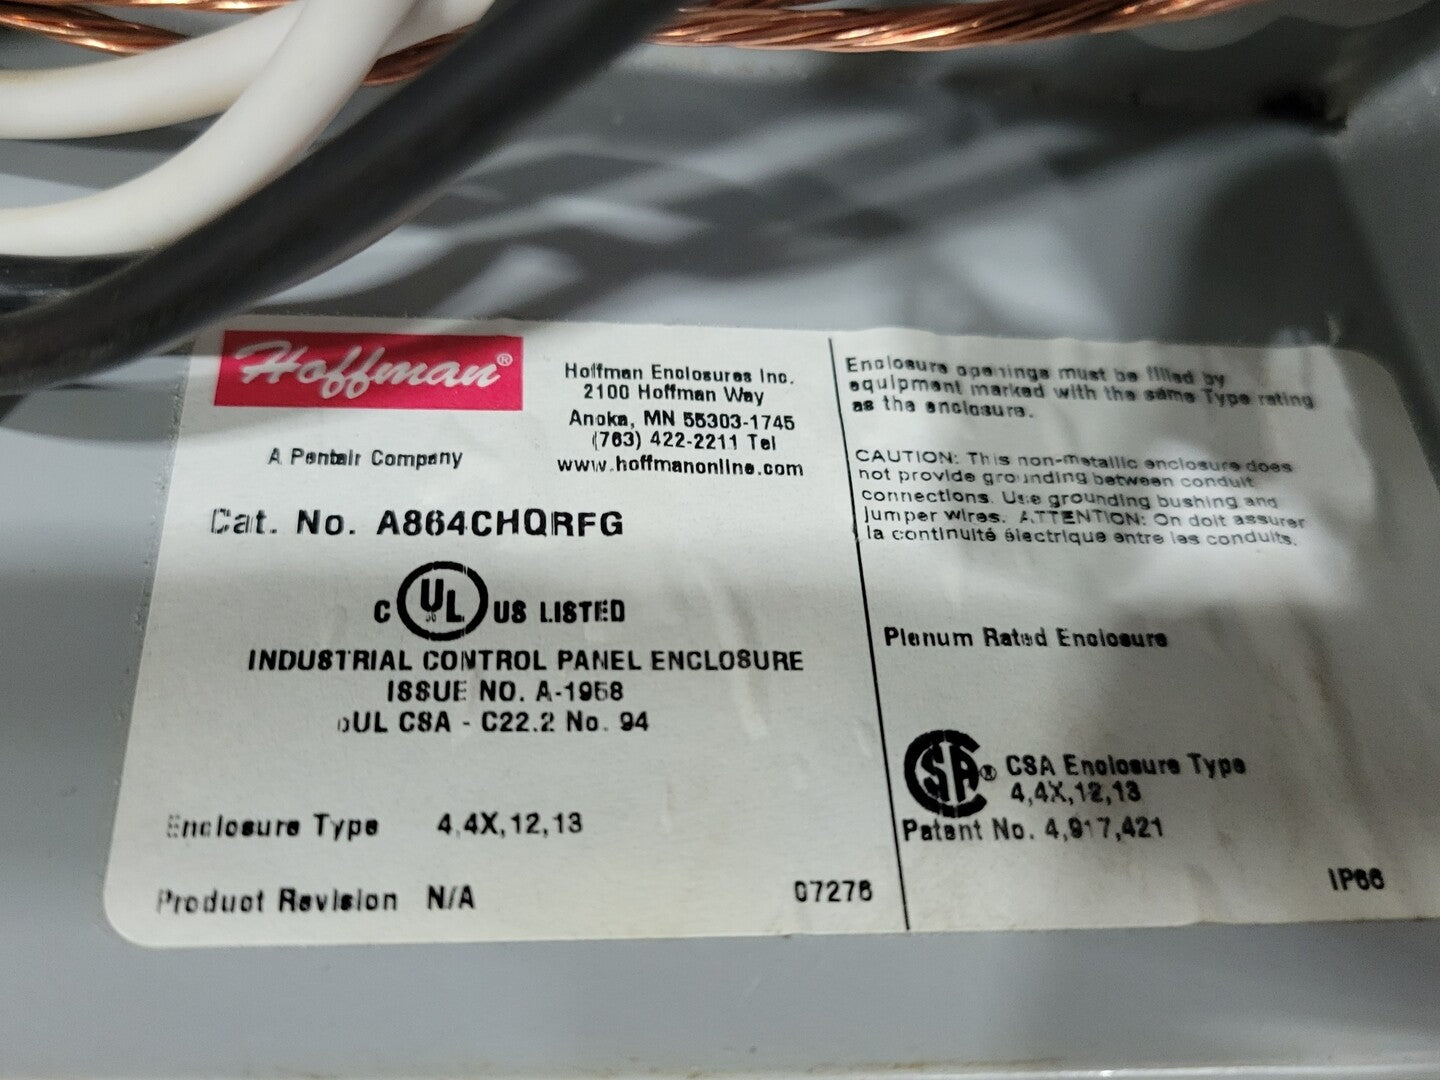 Hoffman®
A Pentair Company
Hoffman Enclosures Inc.
2100 Hoffman Way
Anoka, MN 55303-1745
(763) 422-2211 Tel
www.hoffmanonline.com
Cat. No. A864CHQRFG
C UL US LISTED
INDUSTRIAL CONTROL PANEL ENCLOSURE
ISSUE NO. A-1958
cUL CSA - C22.2 No. 94
Enclosure Type 4,4X,12,13
Product Revision N/A
07276
Enclosure openings must be filled by
equipment marked with the same Type rating
as the enclosure.
CAUTION: This non-metallic enclosure does
not provide grounding between conduit
connections. Use grounding bushing and
jumper wires. ATTENTION: On doit assurer
la continuité électrique entre les conduits.
Plenum Rated Enclosure
CSA® CSA Enclosure Type
4,4X,12,13
Patent No. 4,917,421
IP66